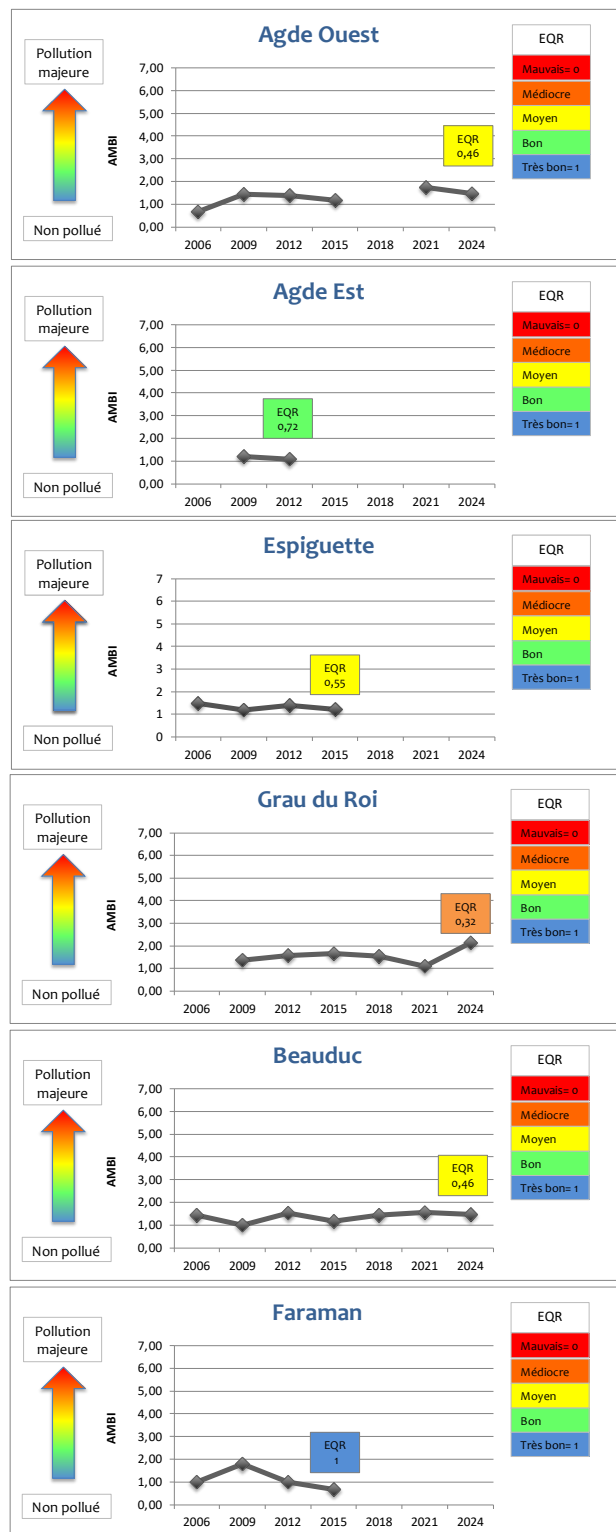 Agde Ouest
Pollution
majeure
Non pollué
AMBI
7,00
6,00
5,00
4,00
3,00
2,00
1,00
0,00
2006 2009 2012 2015 2018 2021 2024
EQR
0,46
EQR
Mauvais= 0
Médiocre
Moyen
Bon
Très bon= 1
Agde Est
Pollution
majeure
Non pollué
AMBI
7,00
6,00
5,00
4,00
3,00
2,00
1,00
0,00
2006 2009 2012 2015 2018 2021 2024
EQR
0,72
EQR
Mauvais= 0
Médiocre
Moyen
Bon
Très bon= 1
Espiguette
Pollution
majeure
Non pollué
AMBI
7
6
5
4
3
2
1
0
2006 2009 2012 2015 2018 2021 2024
EQR
0,55
EQR
Mauvais= 0
Médiocre
Moyen
Bon
Très bon= 1
Grau du Roi
Pollution
majeure
Non pollué
AMBI
7,00
6,00
5,00
4,00
3,00
2,00
1,00
0,00
2006 2009 2012 2015 2018 2021 2024
EQR
0,32
EQR
Mauvais= 0
Médiocre
Moyen
Bon
Très bon= 1
Beauduc
Pollution
majeure
Non pollué
AMBI
7,00
6,00
5,00
4,00
3,00
2,00
1,00
0,00
2006 2009 2012 2015 2018 2021 2024
EQR
0,46
EQR
Mauvais= 0
Médiocre
Moyen
Bon
Très bon= 1
Faraman
Pollution
majeure
Non pollué
AMBI
7,00
6,00
5,00
4,00
3,00
2,00
1,00
0,00
2006 2009 2012 2015 2018 2021 2024
EQR
1
EQR
Mauvais= 0
Médiocre
Moyen
Bon
Très bon= 1